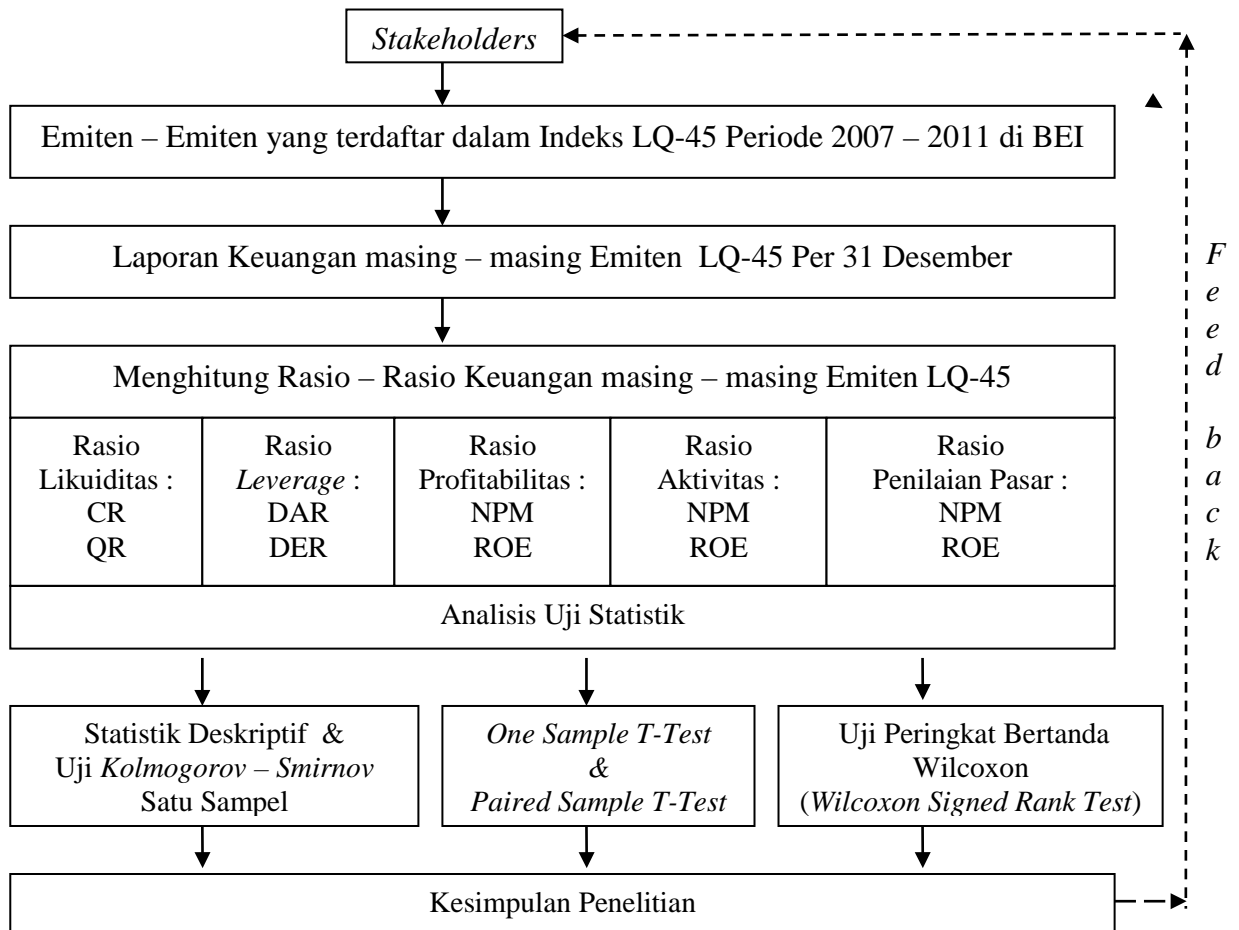 Stakeholders
Emiten – Emiten yang terdaftar dalam Indeks LQ-45 Periode 2007 – 2011 di BEI
Laporan Keuangan masing – masing Emiten LQ-45 Per 31 Desember
Menghitung Rasio – Rasio Keuangan masing – masing Emiten LQ-45
Rasio
Likuiditas :
CR
QR
Rasio
Leverage :
DAR
DER
Rasio
Profitabilitas :
NPM
ROE
Rasio
Aktivitas :
NPM
ROE
Rasio
Penilaian Pasar :
NPM
ROE
Analisis Uji Statistik
Statistik Deskriptif &
Uji Kolmogorov – Smirnov
Satu Sampel
One Sample T-Test
&
Paired Sample T-Test
Uji Peringkat Bertanda
Wilcoxon
(Wilcoxon Signed Rank Test)
Kesimpulan Penelitian
Feed back